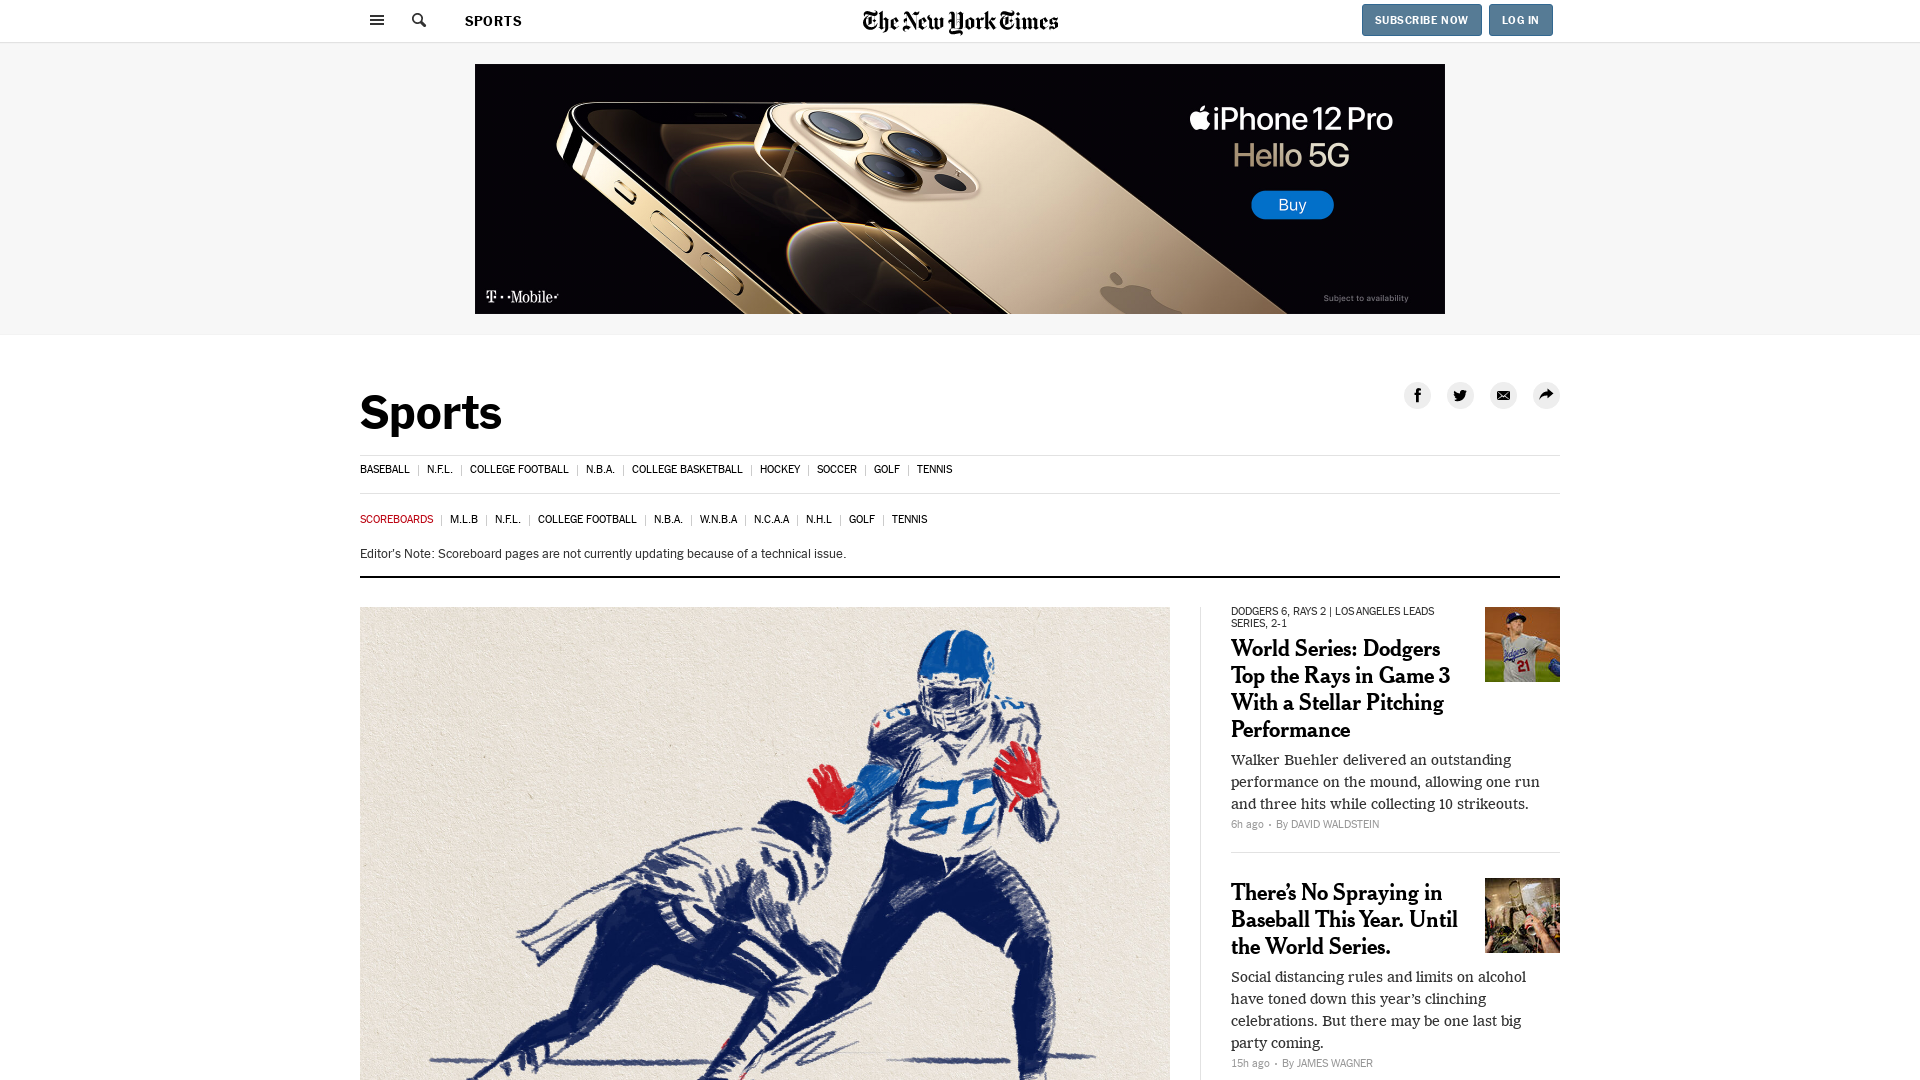 SPORTS
The New York Times
SUBSCRIBE NOW
LOG IN
iPhone 12 Pro
Hello 5G
Buy
T Mobile
Subject to availability
Sports
BASEBALL
N.F.L.
COLLEGE FOOTBALL
N.B.A.
COLLEGE BASKETBALL
HOCKEY
SOCCER
GOLF
TENNIS
SCOREBOARDS
M.L.B
N.F.L.
COLLEGE FOOTBALL
N.B.A.
W.N.B.A
N.C.A.A
N.H.L
GOLF
TENNIS
Editor's Note: Scoreboard pages are not currently updating because of a technical issue.
22
22
DODGERS 6, RAYS 2 | LOS ANGELES LEADS
SERIES, 2-1
World Series: Dodgers
Top the Rays in Game 3
With a Stellar Pitching
Performance
Dodgers
21
Walker Buehler delivered an outstanding
performance on the mound, allowing one run
and three hits while collecting 10 strikeouts.
6h ago • By DAVID WALDSTEIN
There’s No Spraying in
Baseball This Year. Until
the World Series.
Social distancing rules and limits on alcohol
have toned down this year’s clinching
celebrations. But there may be one last big
party coming.
15h ago • By JAMES WAGNER